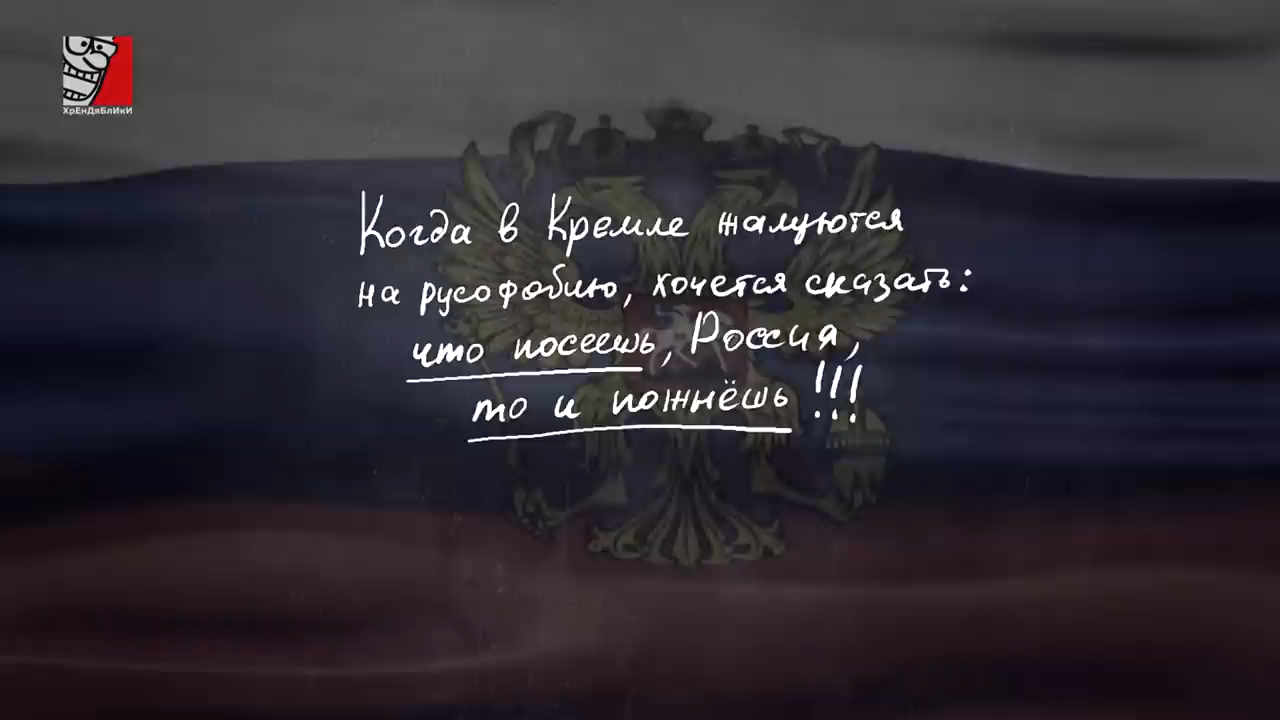 ХрЕнДяБлИкИ
Когда в Кремле жалуются
на русофобию, хочется сказать:
что посеешь, Россия,
то и пожнёшь!!!